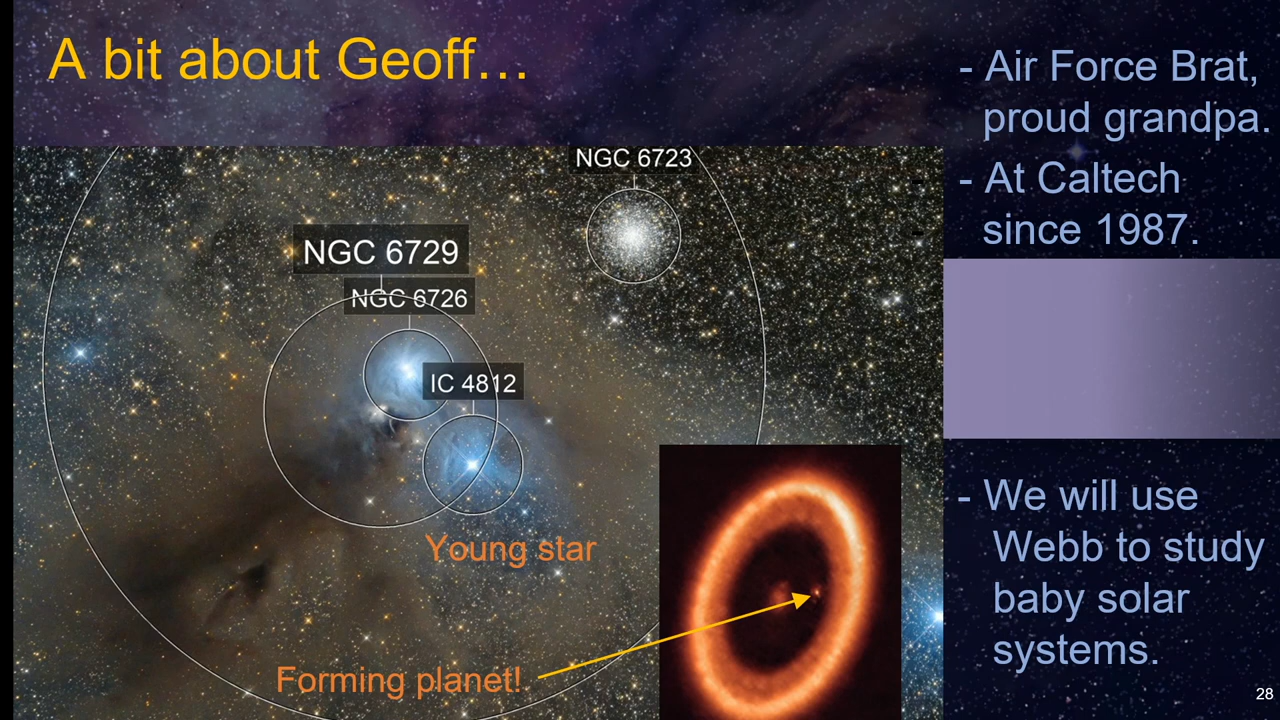 A bit about Geoff…
- Air Force Brat,
proud grandpa.
- At Caltech
since 1987.
NGC 6723
NGC 6729
NGC 6726
IC 4812
Young star
Forming planet!
- We will use
Webb to study
baby solar
systems.
28